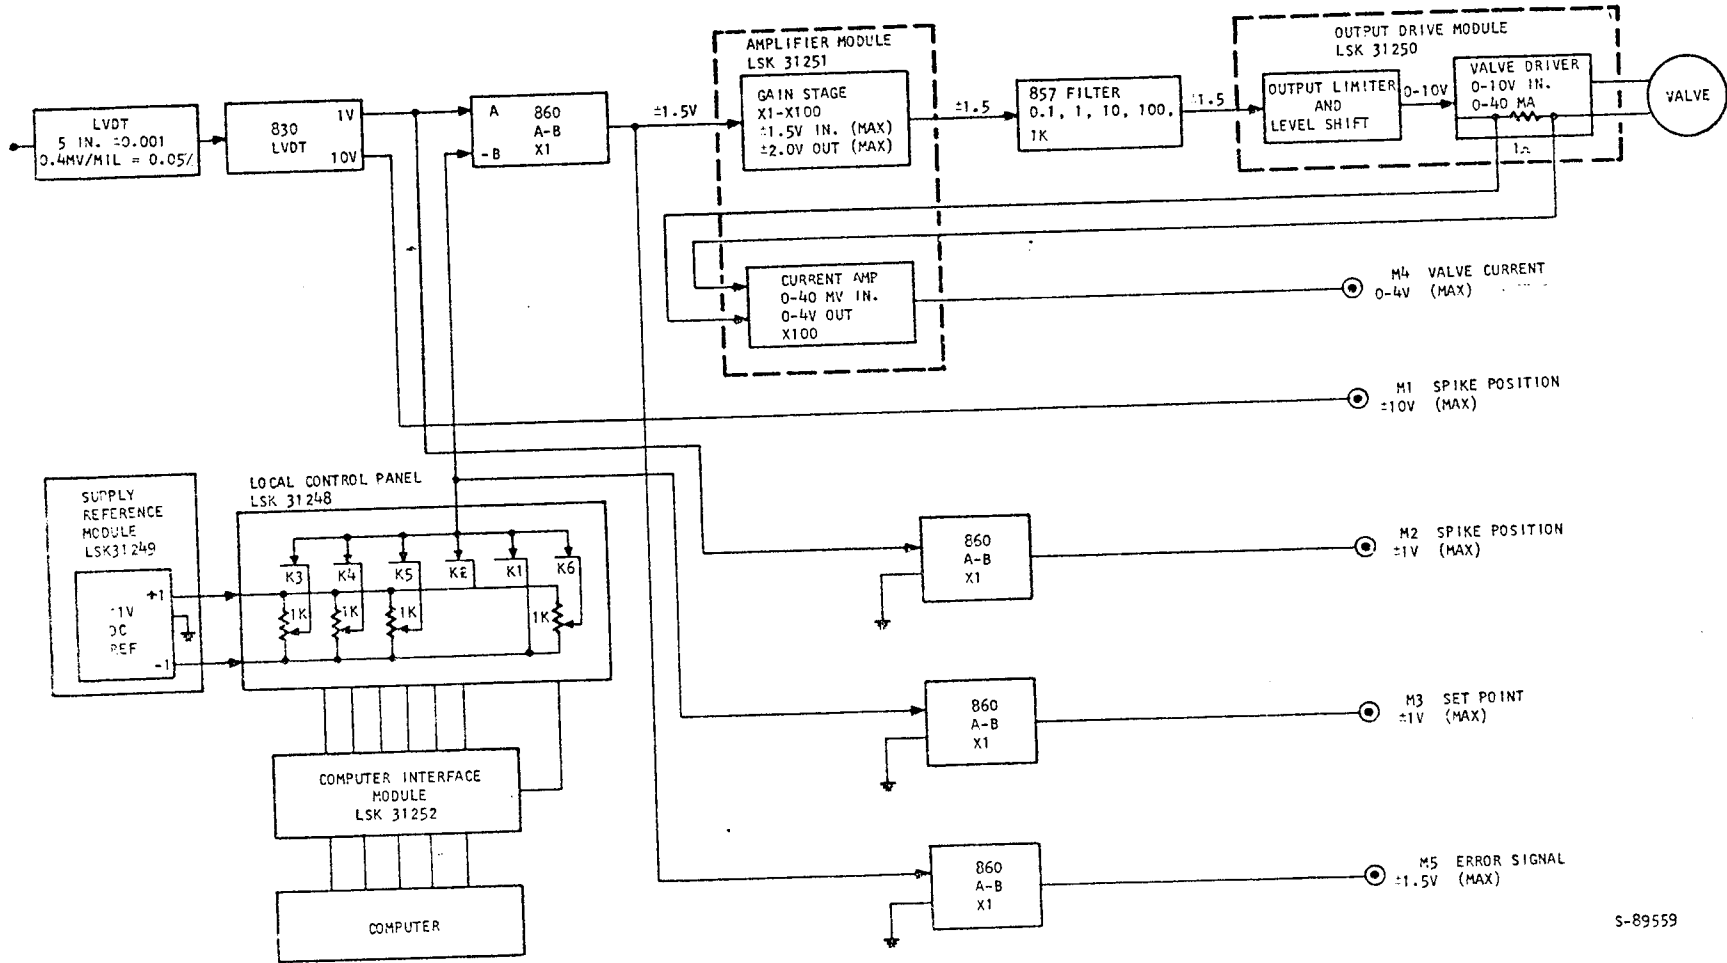 LVDT
5 IN. ±0.001
0.4MV/MIL = 0.05%
830
LVDT
1V
10V
A
-B
860
A-B
X1
±1.5V
AMPLIFIER MODULE
LSK 31251
GAIN STAGE
X1-X100
±1.5V IN. (MAX)
±2.0V OUT (MAX)
±1.5
857 FILTER
0.1, 1, 10, 100,
1K
±1.5
OUTPUT DRIVE MODULE
LSK 31250
OUTPUT LIMITER
AND
LEVEL SHIFT
0-10V
VALVE DRIVER
0-10V IN.
0-40 MA
1Ω
VALVE
CURRENT AMP
0-40 MV IN.
0-4V OUT
X100
M4 VALVE CURRENT
0-4V (MAX)
M1 SPIKE POSITION
±10V (MAX)
SUPPLY
REFERENCE
MODULE
LSK31249
+1
DC
REF
-1
LOCAL CONTROL PANEL
LSK 31248
K3
K4
K5
K1
K6
1K
1K
1K
1K
860
A-B
X1
M2 SPIKE POSITION
±1V (MAX)
860
A-B
X1
M3 SET POINT
±1V (MAX)
COMPUTER INTERFACE
MODULE
LSK 31252
COMPUTER
860
A-B
X1
M5 ERROR SIGNAL
±1.5V (MAX)
S-89559